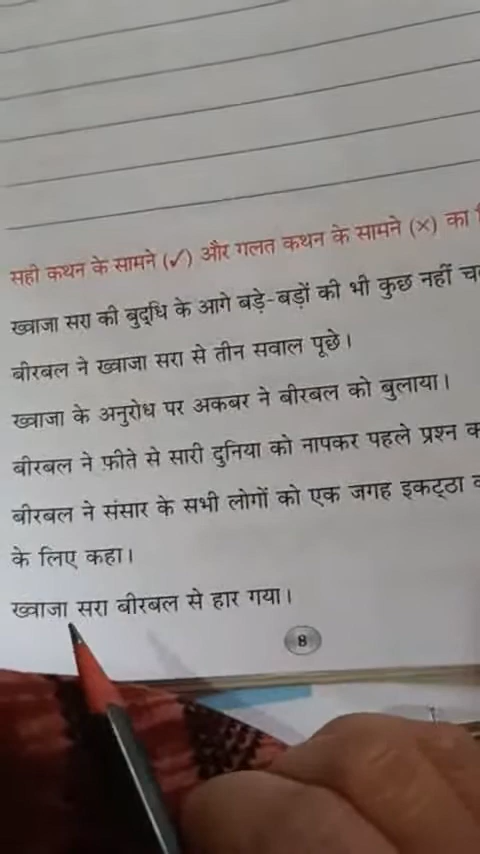 सही कथन के सामने (✓) और गलत कथन के सामने (×) का
ख्वाजा सरा की बुद्धि के आगे बड़े-बड़ों की भी कुछ नहीं
बीरबल ने ख्वाजा सरा से तीन सवाल पूछे।
ख्वाजा के अनुरोध पर अकबर ने बीरबल को बुलाया।
बीरबल ने फ़ीते से सारी दुनिया को नापकर पहले प्रश्न
बीरबल ने संसार के सभी लोगों को एक जगह इकट्ठा
के लिए कहा।
ख्वाजा सरा बीरबल से हार गया।
8